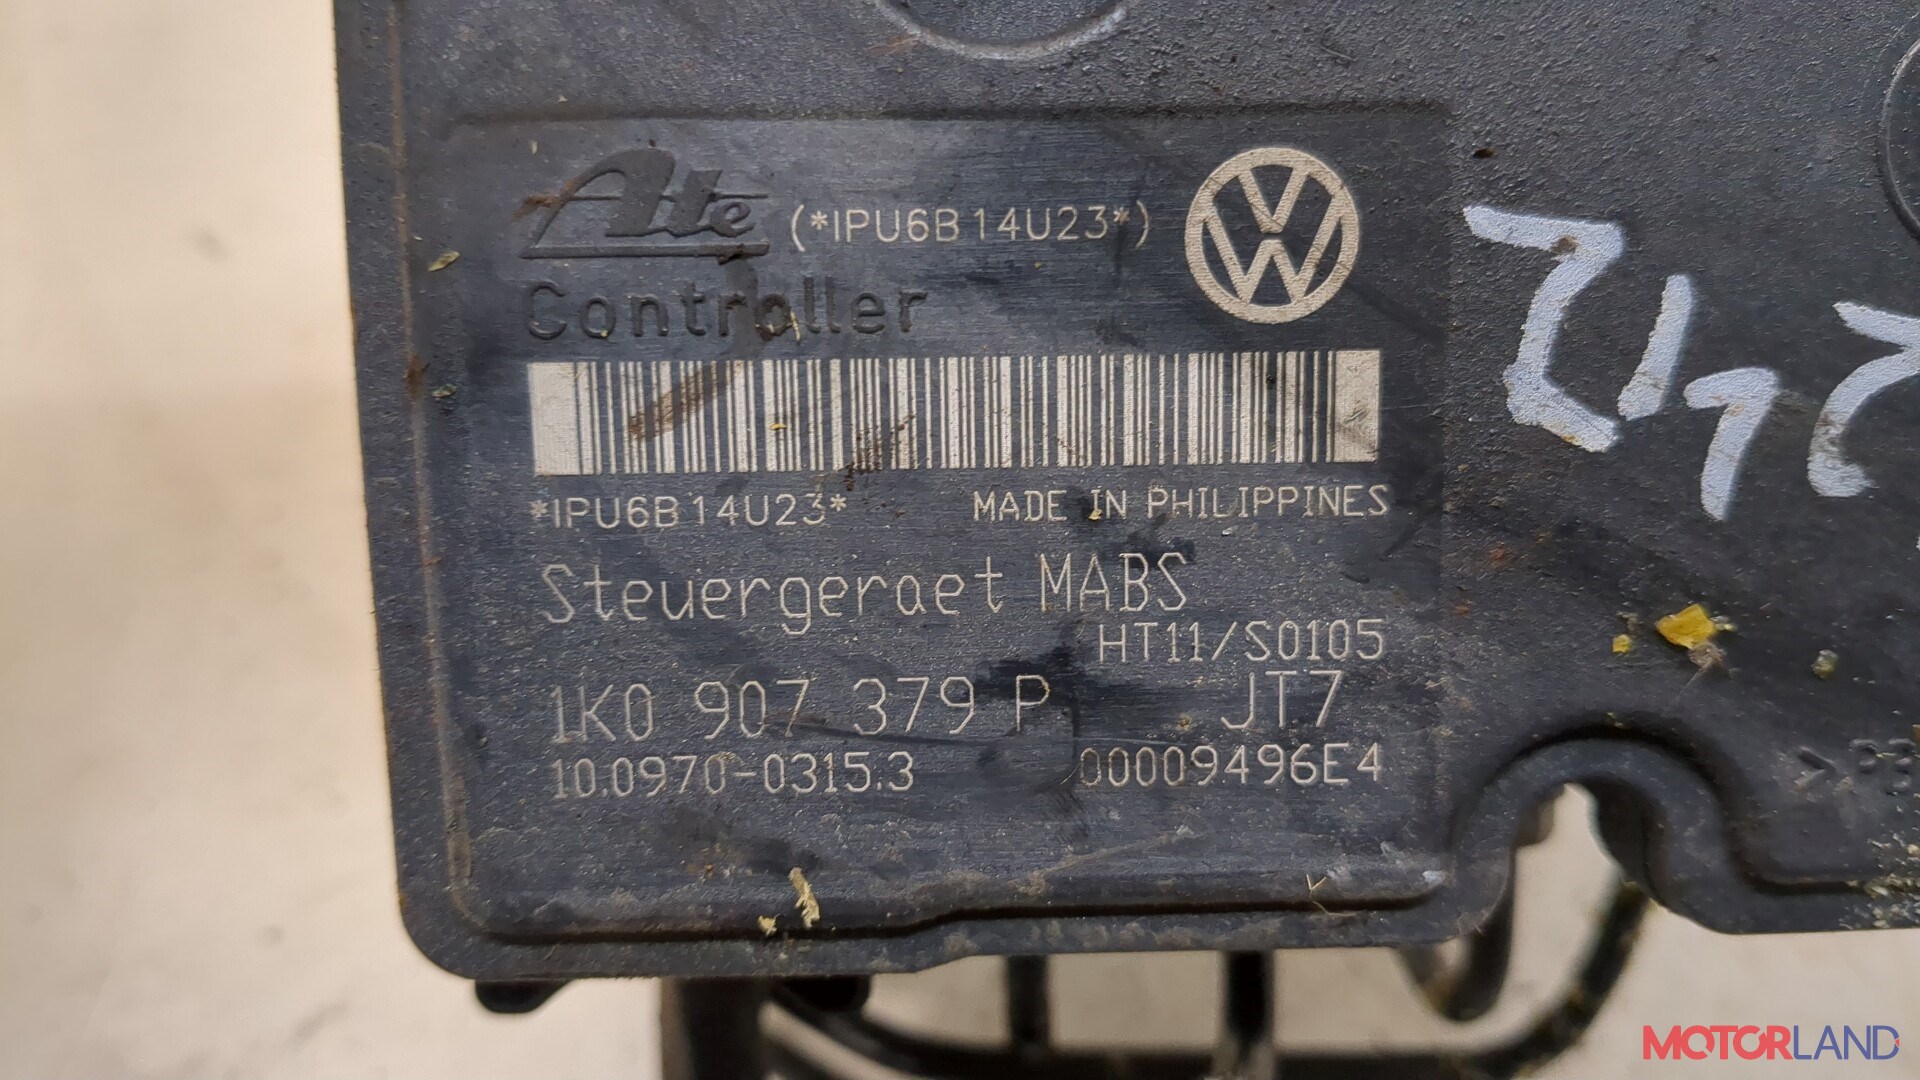 Ate (*IPU6B14U23*)
Controller
*IPU6B14U23* MADE IN PHILIPPINES
Steuergeraet MABS
HT11/S0105
1K0 907 379 P JT7
10.0970-0315.3 00009496E4
MOTORLAND